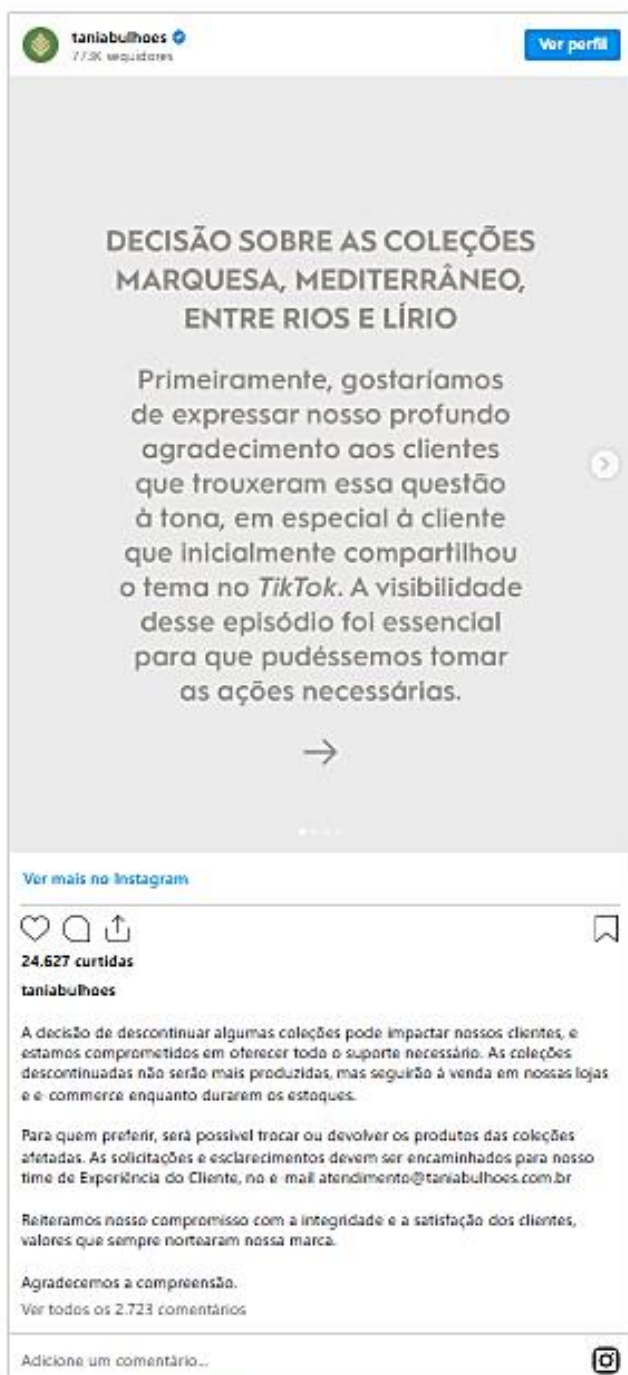 taniabulhoes
773K seguidores
Ver perfil
DECISÃO SOBRE AS COLEÇÕES
MARQUESA, MEDITERRÂNEO,
ENTRE RIOS E LÍRIO
Primeiramente, gostaríamos
de expressar nosso profundo
agradecimento aos clientes
que trouxeram essa questão
à tona, em especial à cliente
que inicialmente compartilhou
o tema no TikTok. A visibilidade
desse episódio foi essencial
para que pudéssemos tomar
as ações necessárias.
Ver mais no Instagram
24.627 curtidas
taniabulhoes
A decisão de descontinuar algumas coleções pode impactar nossos clientes, e
estamos comprometidos em oferecer todo o suporte necessário. As coleções
descontinuadas não serão mais produzidas, mas seguirão à venda em nossas lojas
e e-commerce enquanto durarem os estoques.
Para quem preferir, será possível trocar ou devolver os produtos das coleções
afetadas. As solicitações e esclarecimentos devem ser encaminhados para nosso
time de Experiência do Cliente, no e-mail atendimento@taniabulhoes.com.br
Reiteramos nosso compromisso com a integridade e a satisfação dos clientes,
valores que sempre nortearam nossa marca.
Agradecemos a compreensão.
Ver todos os 2.723 comentários
Adicione um comentário...